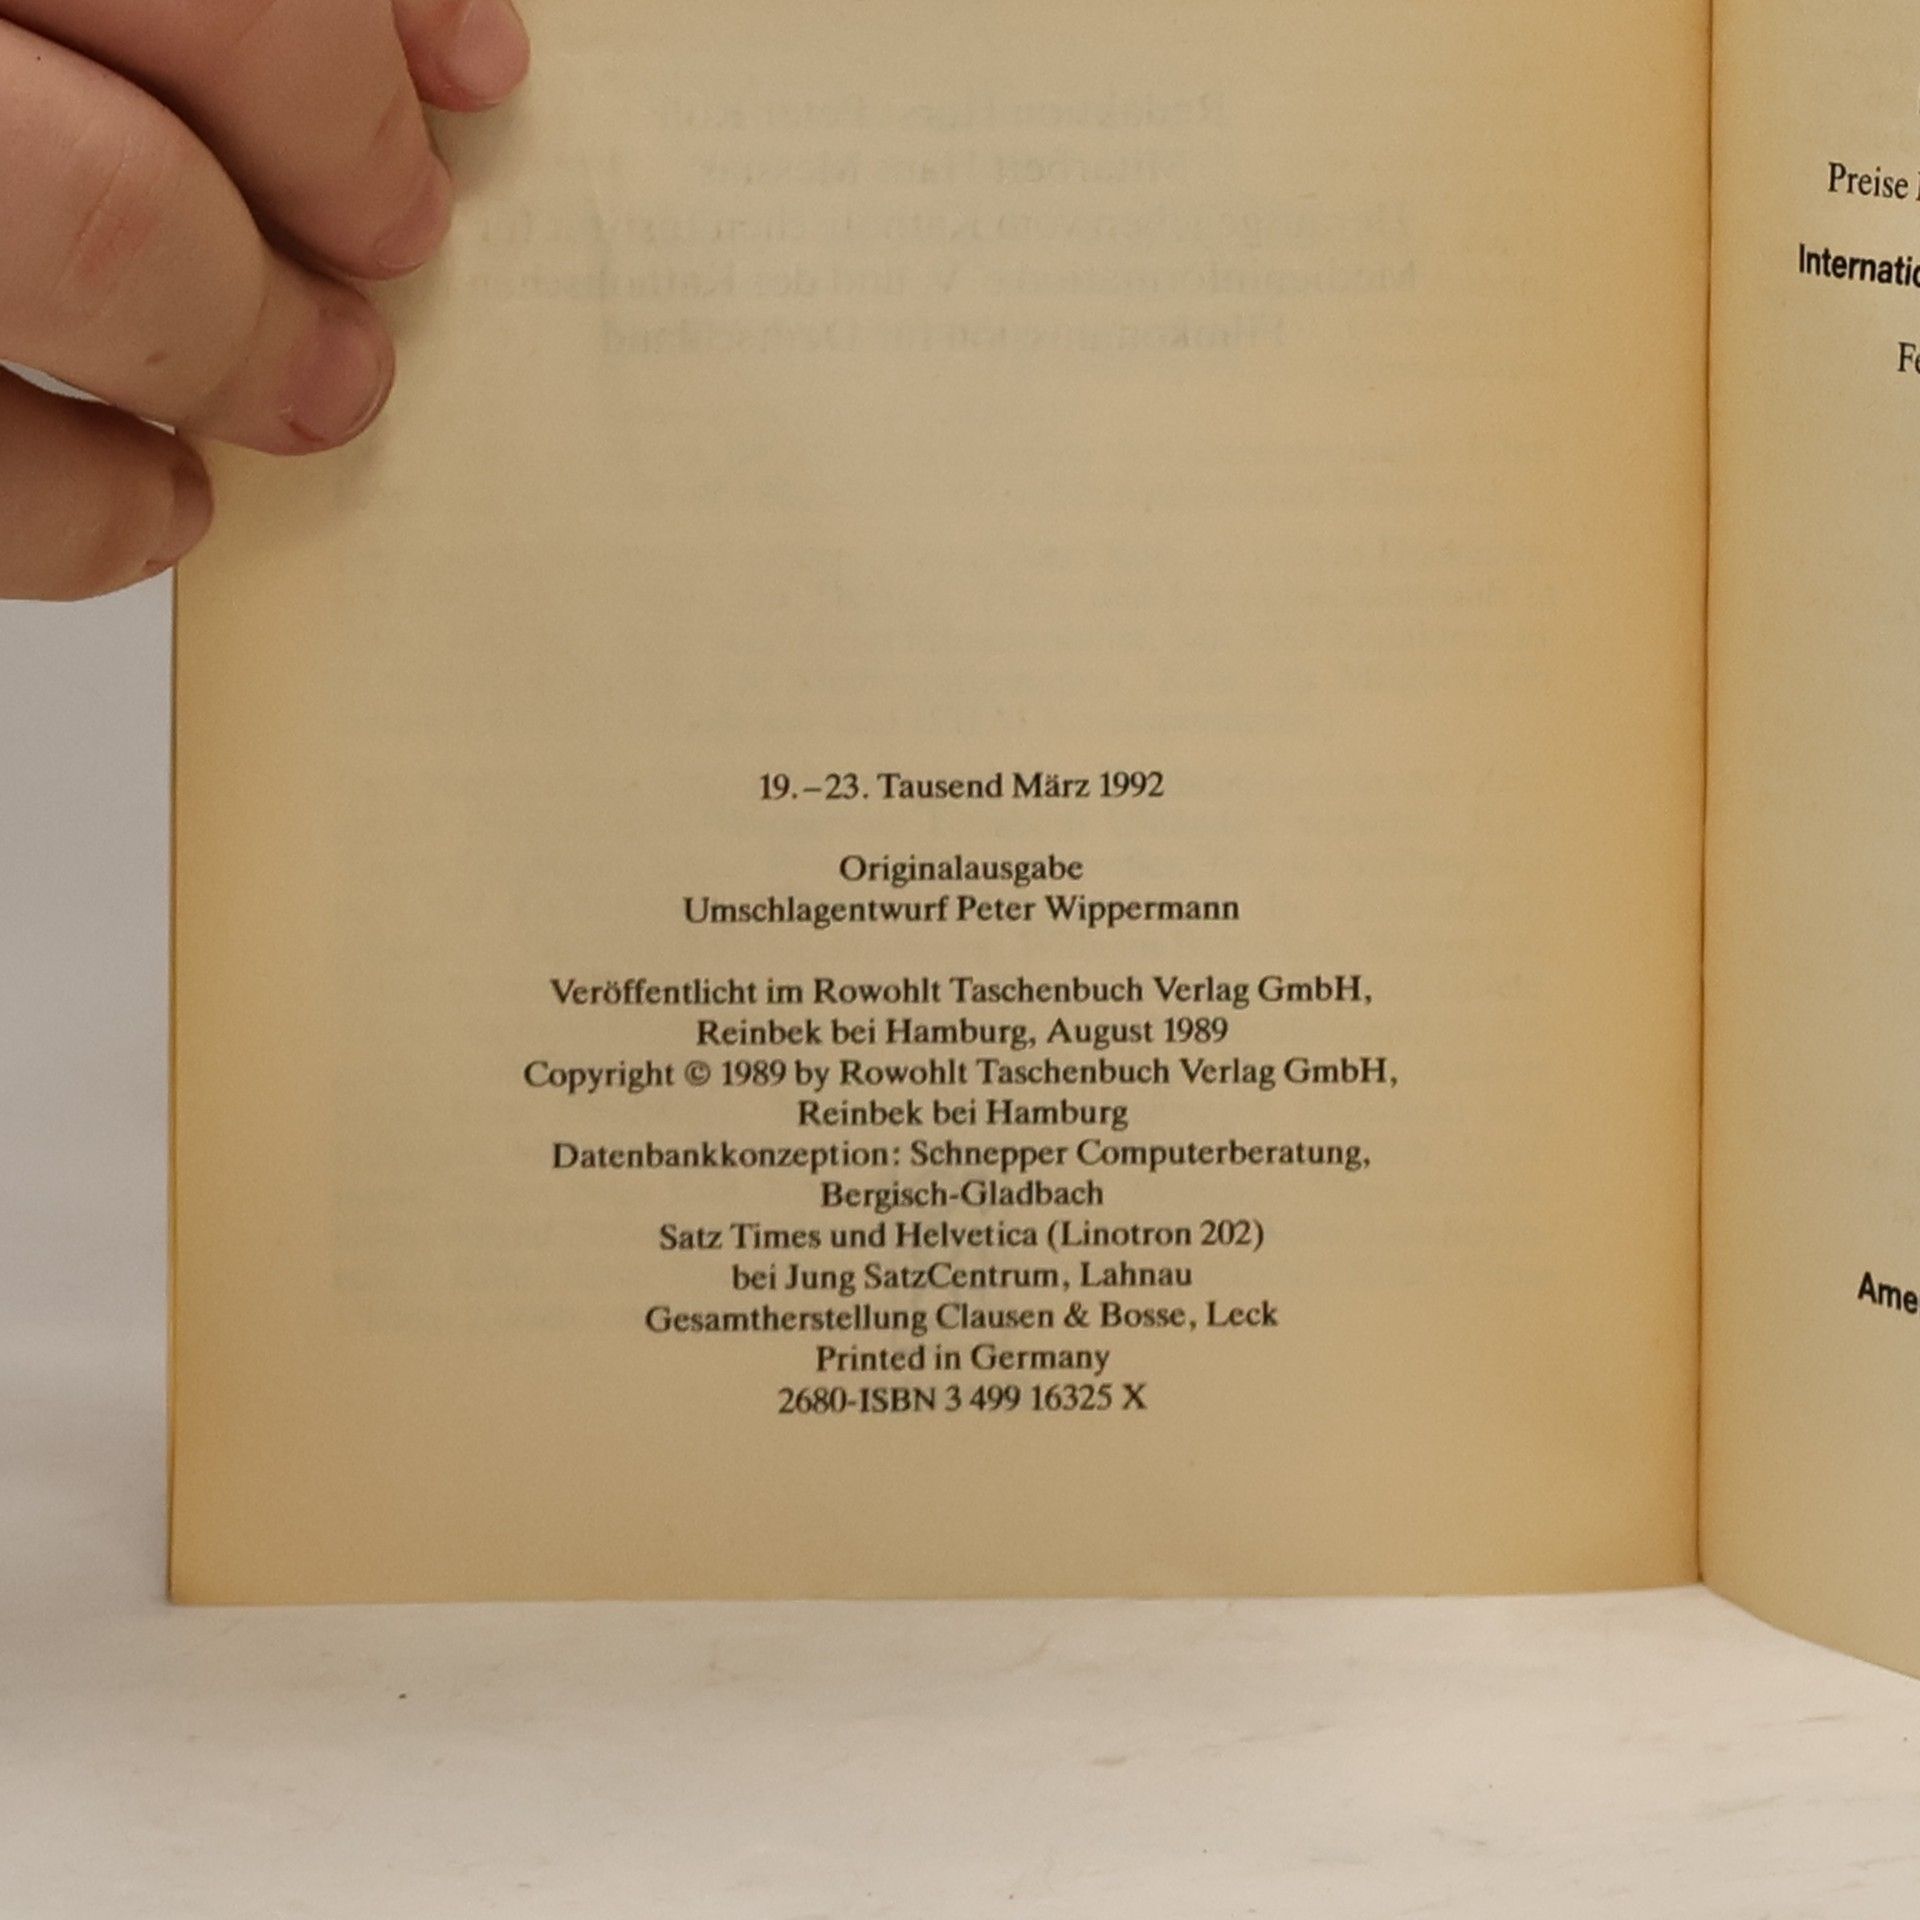 19.–23. Tausend März 1992
Originalausgabe
Umschlagentwurf Peter Wippermann
Veröffentlicht im Rowohlt Taschenbuch Verlag GmbH,
Reinbek bei Hamburg, August 1989
Copyright © 1989 by Rowohlt Taschenbuch Verlag GmbH,
Reinbek bei Hamburg
Datenbankkonzeption: Schnepper Computerberatung,
Bergisch-Gladbach
Satz Times und Helvetica (Linotron 202)
bei Jung SatzCentrum, Lahnau
Gesamtherstellung Clausen & Bosse, Leck
Printed in Germany
2680-ISBN 3 499 16325 X
Preise
Internatio
Fe
Ame